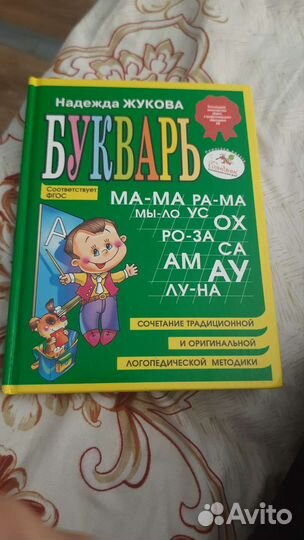 Надежда ЖУКОВА
БУКВАРЬ
Соответствует
ФГОС
А
МА-МА РА-МА
МЫ-ЛО УС ОХ
РО-ЗА СА
АМ АУ
ЛУ-НА
СОЧЕТАНИЕ ТРАДИЦИОННОЙ
И ОРИГИНАЛЬНОЙ
ЛОГОПЕДИЧЕСКОЙ МЕТОДИКИ
Avito